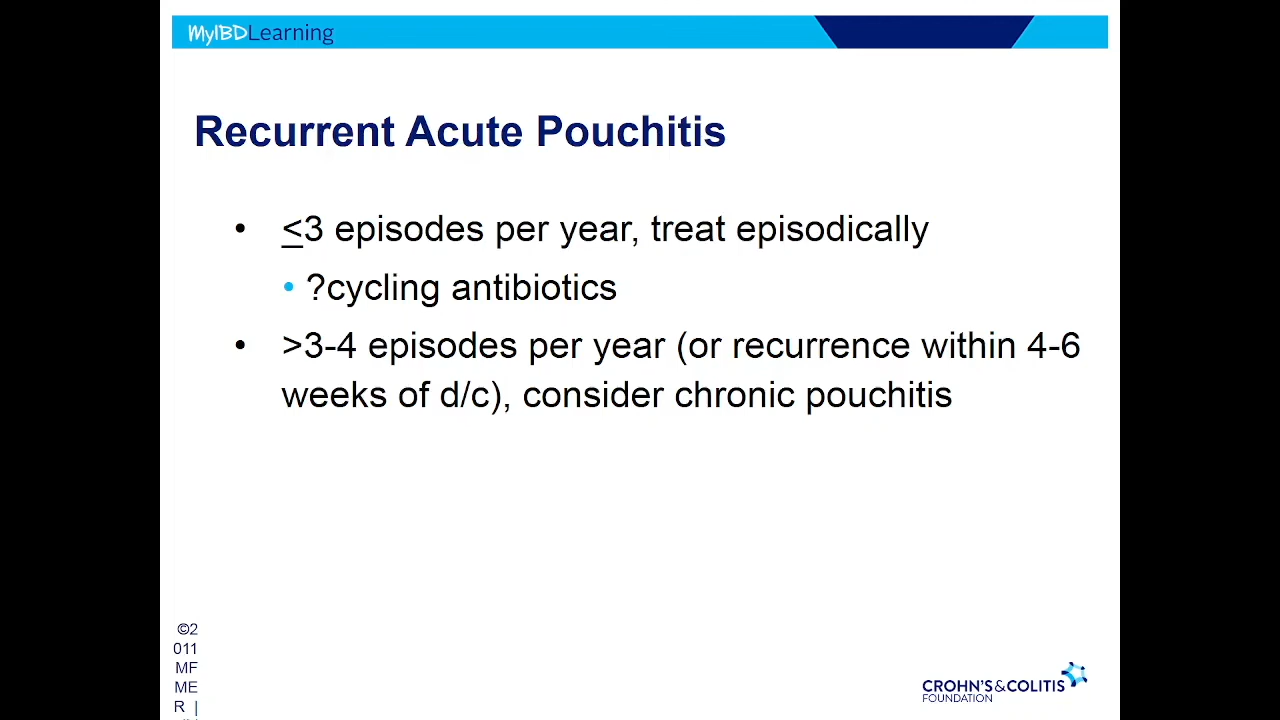 MyIBDLearning
Recurrent Acute Pouchitis
• <3 episodes per year, treat episodically
• ?cycling antibiotics
• >3-4 episodes per year (or recurrence within 4-6
weeks of d/c), consider chronic pouchitis
©2
011
MF
ME
R |
CROHN'S&COLITIS
FOUNDATION